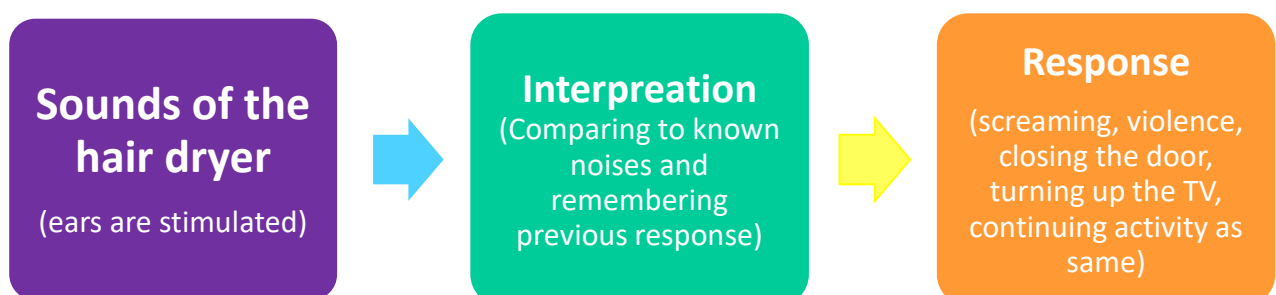 Sounds of the
hair dryer
(ears are stimulated)
Interpreation
(Comparing to known
noises and
remembering
previous response)
Response
(screaming, violence,
closing the door,
turning up the TV,
continuing activity as
same)